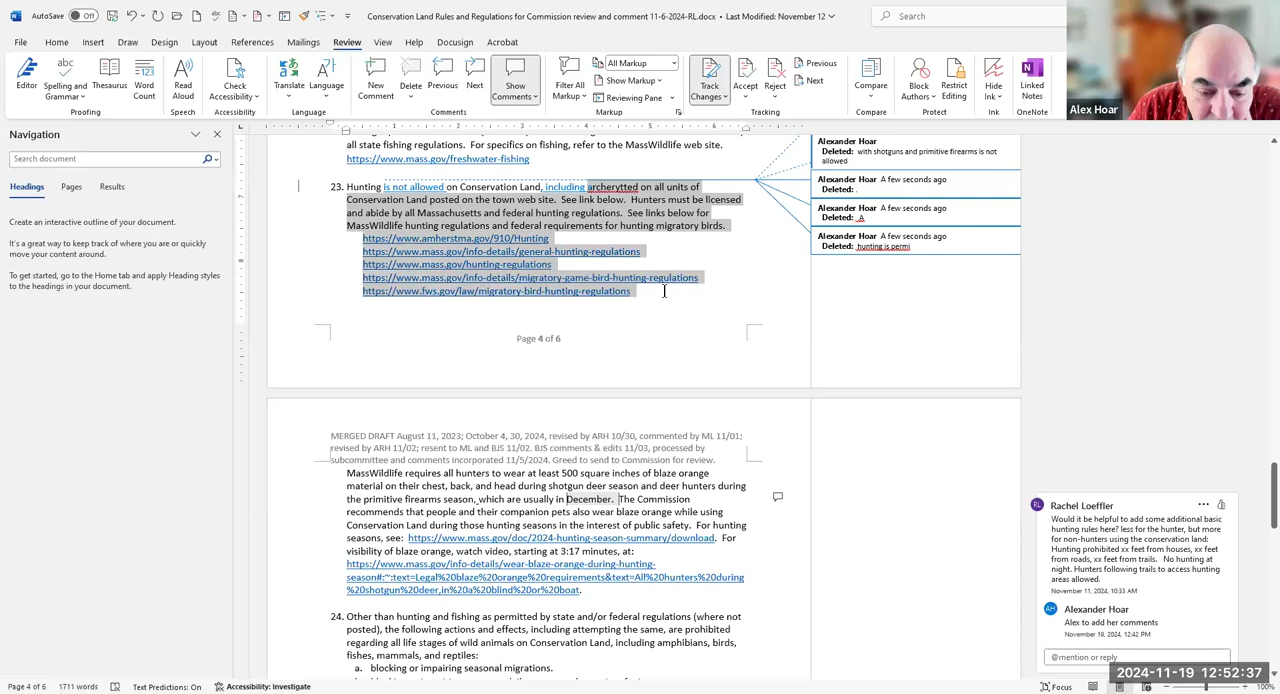 AutoSave Off
Conservation Land Rules and Regulations for Commission review and comment 11-6-2024-RL.docx • Last Modified: November 12
Search
File Home Insert Draw Design Layout References Mailings Review View Help Docusign Acrobat
Editor
Spelling and Grammar
Thesaurus
Word Count
Read Aloud
Check Accessibility
Translate
Language
New Comment
Delete
Previous
Next
Show Comments
Filter All Markup
All Markup
Show Markup
Reviewing Pane
Track Changes
Accept
Reject
Previous
Next
Compare
Block Authors
Restrict Editing
Hide Ink
Linked Notes
Proofing
Speech
Accessibility
Language
Comments
Markup
Tracking
Compare
Protect
Ink
OneNote
Alex Hoar
Navigation
Search document
Headings Pages Results
Create an interactive outline of your document.
It's a great way to keep track of where you are or quickly
move your content around.
To get started, go to the Home tab and apply Heading styles
to the headings in your document.
all state fishing regulations. For specifics on fishing, refer to the MassWildlife web site.
https://www.mass.gov/freshwater-fishing
23. Hunting is not allowed on Conservation Land, including archerytted on all units of
Conservation Land posted on the town web site. See link below. Hunters must be licensed
and abide by all Massachusetts and federal hunting regulations. See links below for
MassWildlife hunting regulations and federal requirements for hunting migratory birds.
https://www.amherstma.gov/910/Hunting
https://www.mass.gov/info-details/general-hunting-regulations
https://www.mass.gov/hunting-regulations
https://www.mass.gov/info-details/migratory-game-bird-hunting-regulations
https://www.fws.gov/law/migratory-bird-hunting-regulations
Page 4 of 6
Alexander Hoar
Deleted: with shotguns and primitive firearms is not
allowed
Alexander Hoar A few seconds ago
Deleted: .
Alexander Hoar A few seconds ago
Deleted: A
Alexander Hoar A few seconds ago
Deleted: hunting is permi
MERGED DRAFT August 11, 2023; October 4, 30, 2024, revised by ARH 10/30, commented by ML 11/01;
revised by ARH 11/02; resent to ML and BJS 11/02. BJS comments & edits 11/03, processed by
subcommittee and comments incorporated 11/5/2024. Greed to send to Commission for review.
MassWildlife requires all hunters to wear at least 500 square inches of blaze orange
material on their chest, back, and head during shotgun deer season and deer hunters during
the primitive firearms season, which are usually in December. The Commission
recommends that people and their companion pets also wear blaze orange while using
Conservation Land during those hunting seasons in the interest of public safety. For hunting
seasons, see: https://www.mass.gov/doc/2024-hunting-season-summary/download. For
visibility of blaze orange, watch video, starting at 3:17 minutes, at:
https://www.mass.gov/info-details/wear-blaze-orange-during-hunting-
season#:~:text=Legal%20blaze%20orange%20requirements&text=All%20hunters%20during
%20shotgun%20deer,in%20a%20blind%20or%20boat.
24. Other than hunting and fishing as permitted by state and/or federal regulations (where not
posted), the following actions and effects, including attempting the same, are prohibited
regarding all life stages of wild animals on Conservation Land, including amphibians, birds,
fishes, mammals, and reptiles:
a. blocking or impairing seasonal migrations.
RL Rachel Loeffler
Would it be helpful to add some additional basic
hunting rules here? less for the hunter, but more
for non-hunters using the conservation land:
Hunting prohibited xx feet from houses, xx feet
from roads, xx feet from trails. No hunting at
night. Hunters following trails to access hunting
areas allowed.
November 11, 2024, 10:33 AM
AH Alexander Hoar
Alex to add her comments
November 19, 2024, 12:42 PM
@mention or reply
2024-11-19 12:52:37
Page 4 of 6 1711 words Text Predictions: On Accessibility: Investigate
Focus 100%